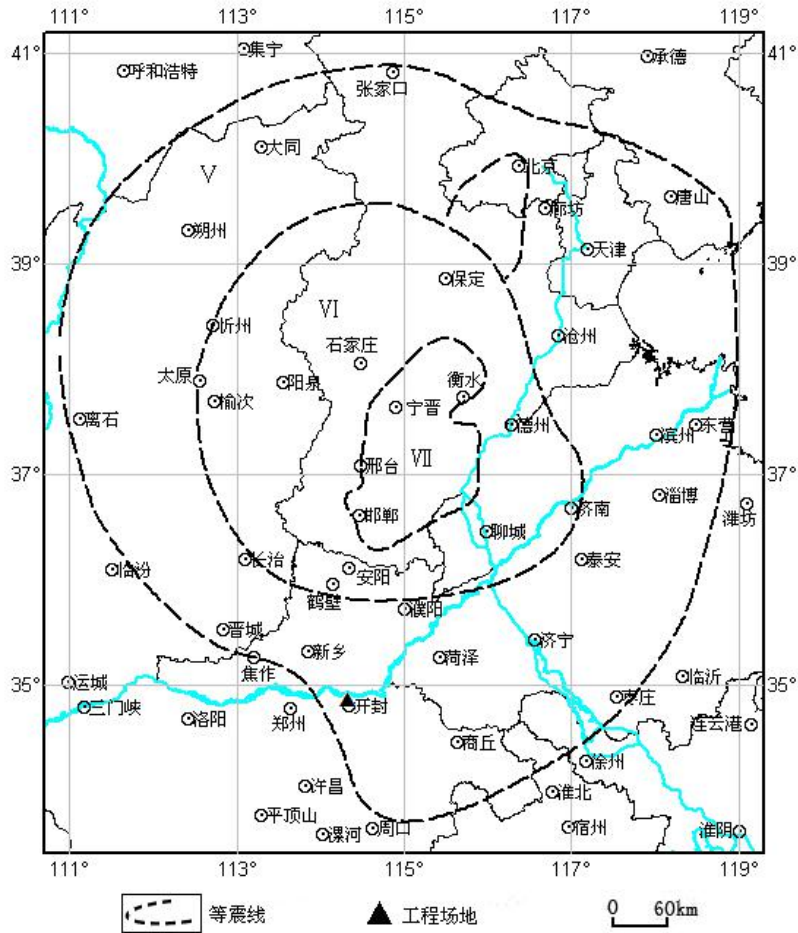 111° 113° 115° 117° 119°
41° 集宁 承德 41°
呼和浩特 张家口
大同 北京
Ⅴ
廊坊 唐山
朔州
39° 天津 39°
保定
Ⅵ
忻州 沧州
石家庄
太原 阳泉 衡水
榆次 宁晋
离石 德州 滨州 东营
邢台 Ⅶ
37° 37°
淄博 潍坊
邯郸 济南
聊城
长治 安阳 泰安
临汾
鹤壁 濮阳
晋城 济宁
新乡 菏泽
焦作 临沂
35° 运城 35°
三门峡 开封 枣庄
洛阳 郑州 连云港
商丘
徐州
许昌 淮北
平顶山 周口 宿州 淮阴
漯河
111° 113° 115° 117° 119°
等震线 工程场地 0 60km